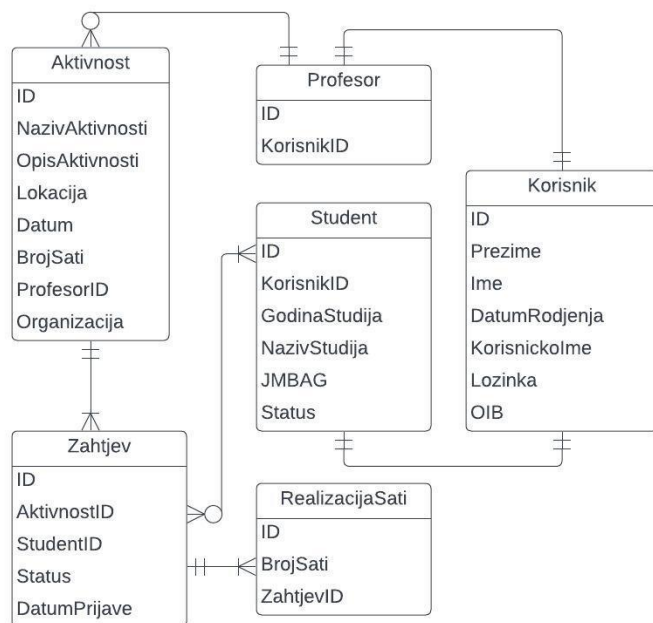 Aktivnost
ID
NazivAktivnosti
OpisAktivnosti
Lokacija
Datum
BrojSati
ProfesorID
Organizacija
Profesor
ID
KorisnikID
Korisnik
ID
Prezime
Ime
DatumRodjenja
KorisnickoIme
Lozinka
OIB
Student
ID
KorisnikID
GodinaStudija
NazivStudija
JMBAG
Status
Zahtjev
ID
AktivnostID
StudentID
Status
DatumPrijave
RealizacijaSati
ID
BrojSati
ZahtjevID